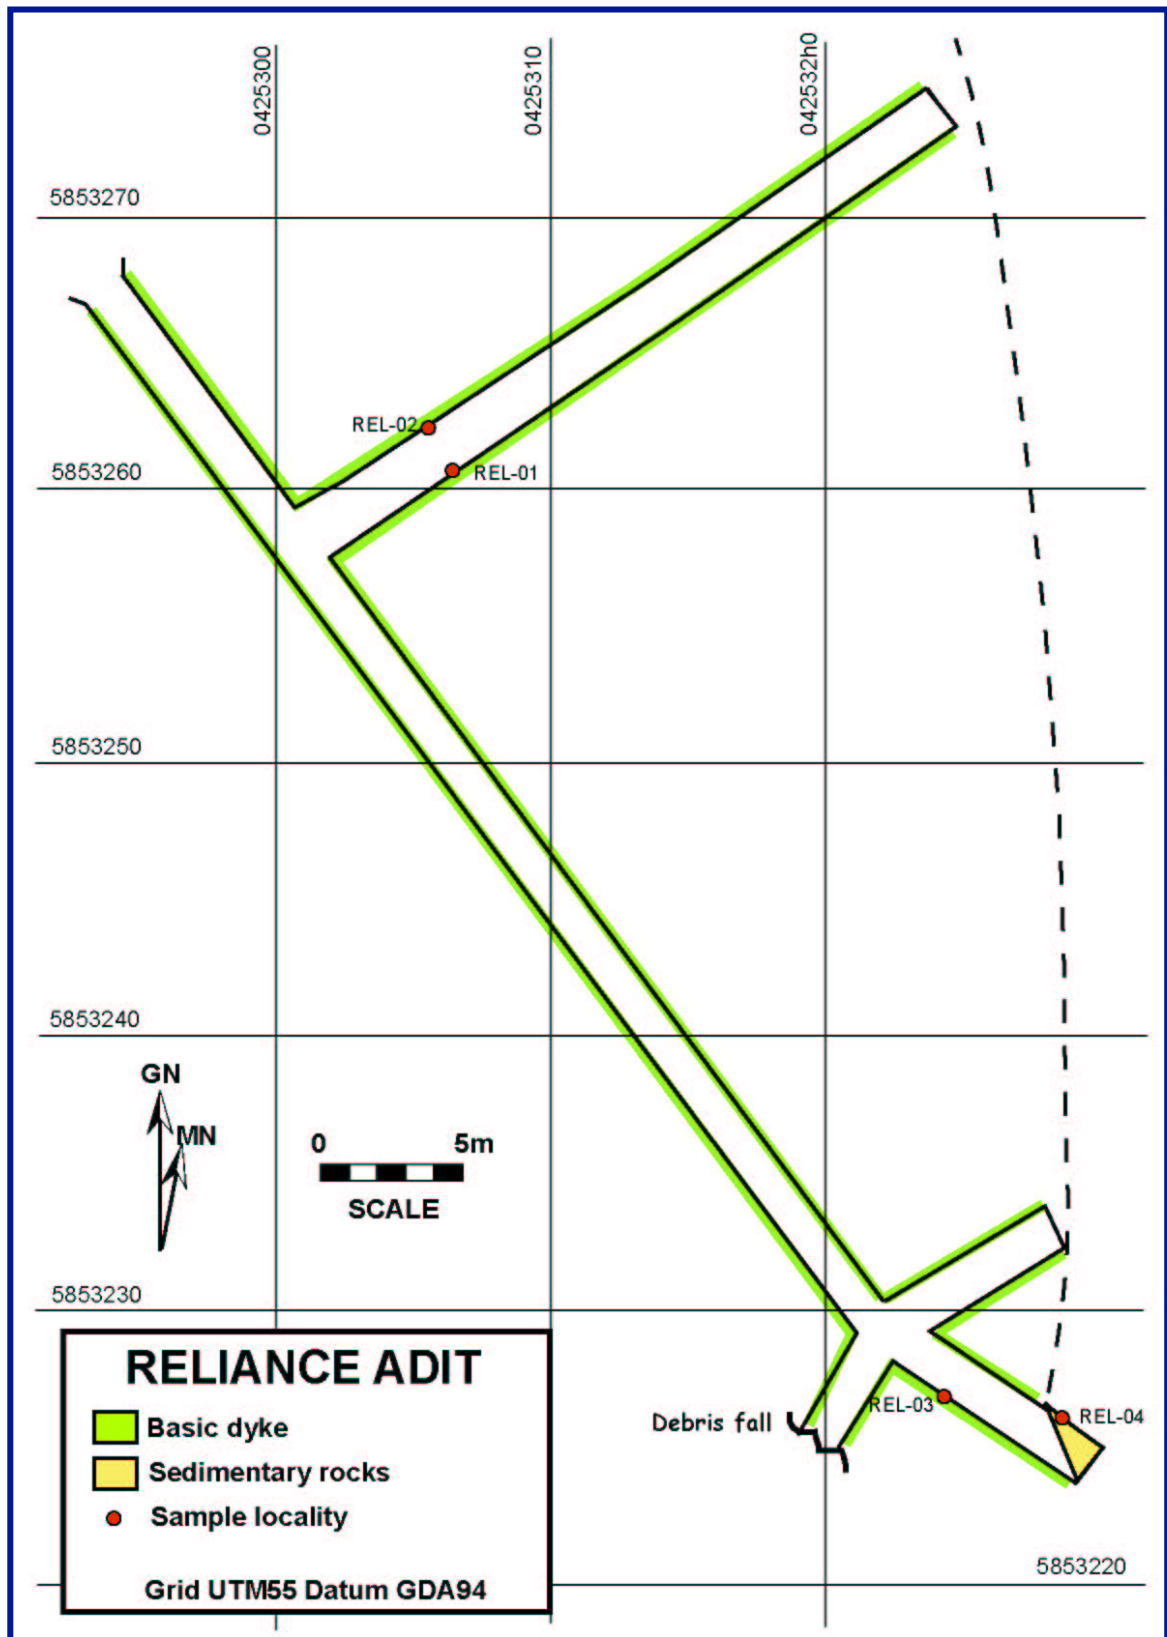 0425300
0425310
042532h0
5853270
REL-02
REL-01
5853260
5853250
5853240
GN
MN
0 5m
SCALE
5853230
RELIANCE ADIT
Basic dyke
Sedimentary rocks
Sample locality
Grid UTM55 Datum GDA94
Debris fall
REL-03
REL-04
5853220